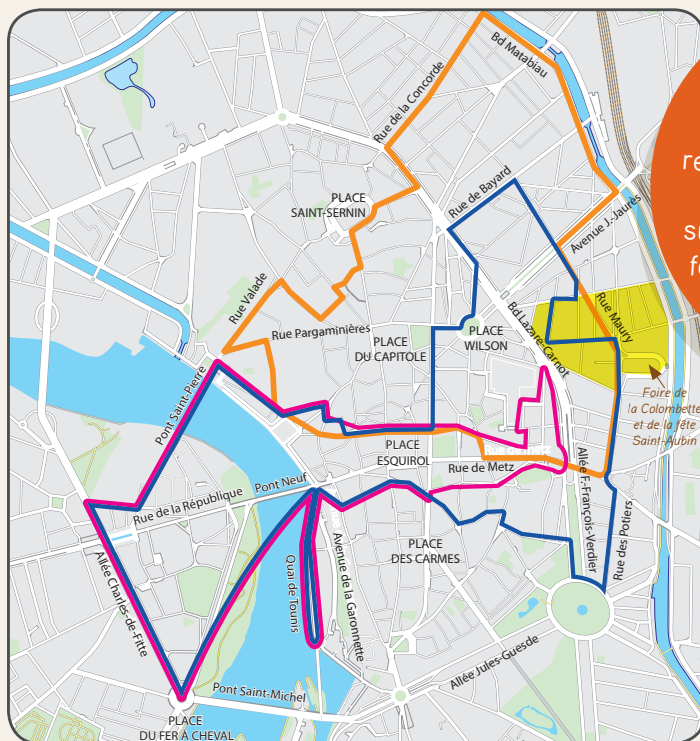 Bd Matabiau
Rue de la Concorde
PLACE
SAINT-SERNIN
Rue de Bayard
Avenue J.-Jaurès
Rue Valade
Rue Pargaminières
PLACE
DU CAPITOLE
PLACE
WILSON
Bd Lazare-Carnot
Rue Maury
Foire de
la Colombette
et de la fête
Saint-Aubin
Pont Saint-Pierre
PLACE
ESQUIROL
Rue de Metz
Pont Neuf
Rue de la République
Allée F.-François-Verdier
Rue des Potiers
Allée Charles-de-Fitte
Quai de Tounis
Avenue de la Garonnette
PLACE
DES CARMES
Allée Jules-Guesde
Pont Saint-Michel
PLACE
DU FER À CHEVAL